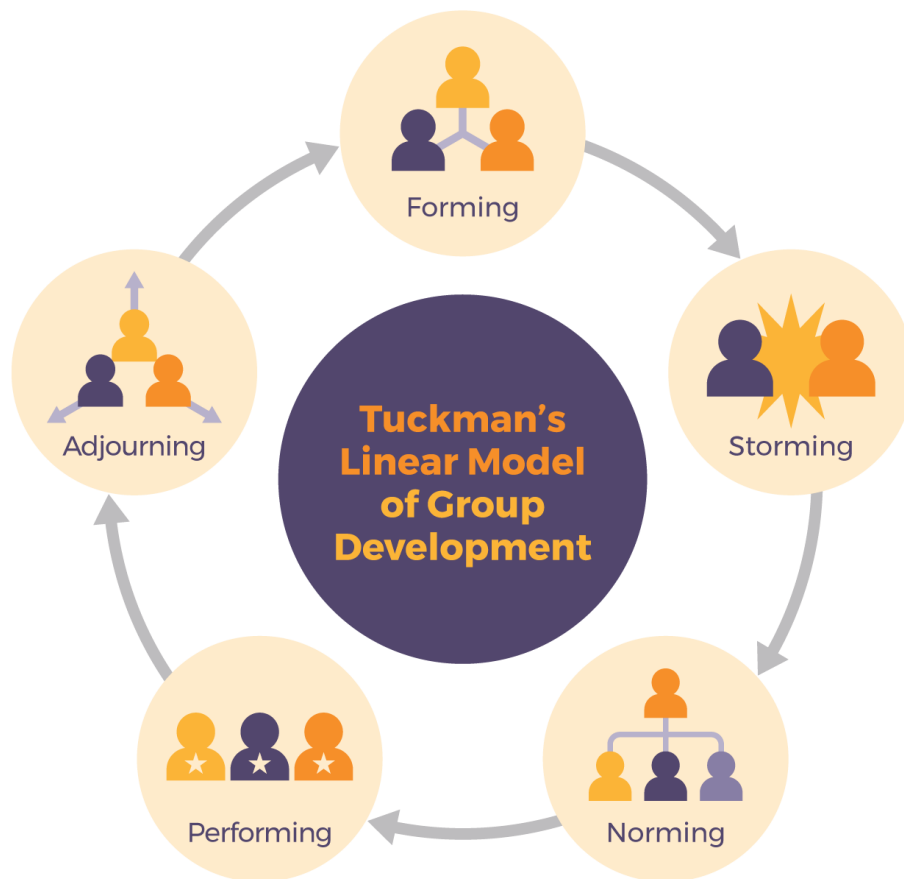 Forming
Storming
Norming
Performing
Adjourning
Tuckman’s
Linear Model
of Group
Development